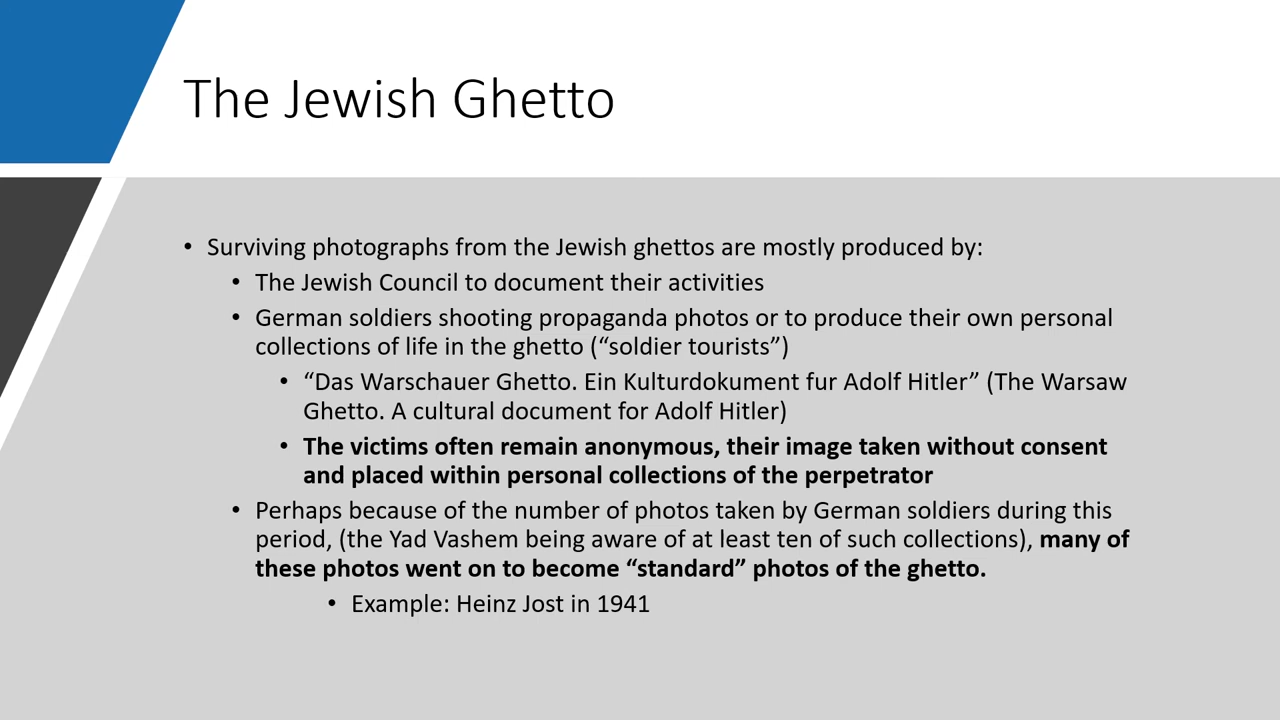 The Jewish Ghetto
• Surviving photographs from the Jewish ghettos are mostly produced by:
• The Jewish Council to document their activities
• German soldiers shooting propaganda photos or to produce their own personal
collections of life in the ghetto (“soldier tourists”)
• “Das Warschauer Ghetto. Ein Kulturdokument fur Adolf Hitler” (The Warsaw
Ghetto. A cultural document for Adolf Hitler)
• The victims often remain anonymous, their image taken without consent
and placed within personal collections of the perpetrator
• Perhaps because of the number of photos taken by German soldiers during this
period, (the Yad Vashem being aware of at least ten of such collections), many of
these photos went on to become “standard” photos of the ghetto.
• Example: Heinz Jost in 1941